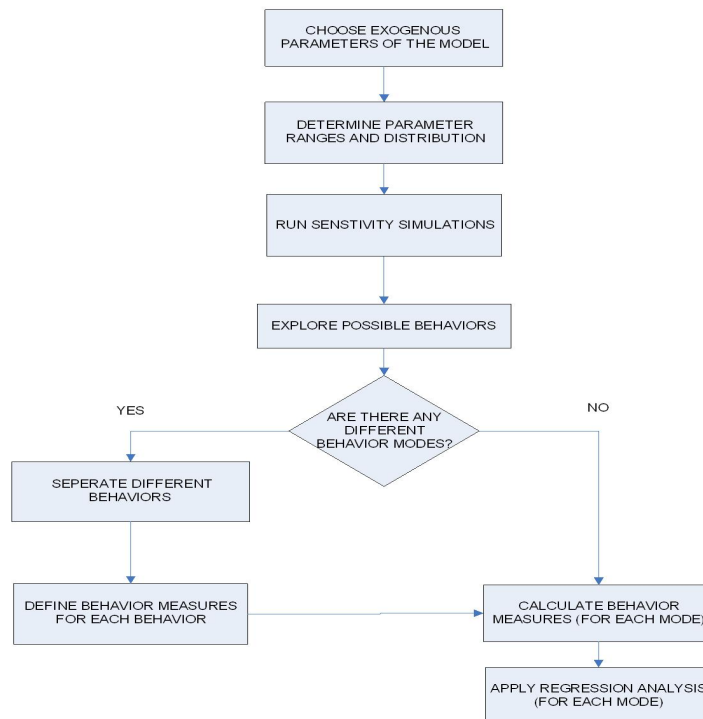 CHOOSE EXOGENOUS
PARAMETERS OF THE MODEL
DETERMINE PARAMETER
RANGES AND DISTRIBUTION
RUN SENSTIVITY SIMULATIONS
EXPLORE POSSIBLE BEHAVIORS
ARE THERE ANY
DIFFERENT
BEHAVIOR MODES?
YES
NO
SEPERATE DIFFERENT
BEHAVIORS
DEFINE BEHAVIOR MEASURES
FOR EACH BEHAVIOR
CALCULATE BEHAVIOR
MEASURES (FOR EACH MODE)
APPLY REGRESSION ANALYSIS
(FOR EACH MODE)